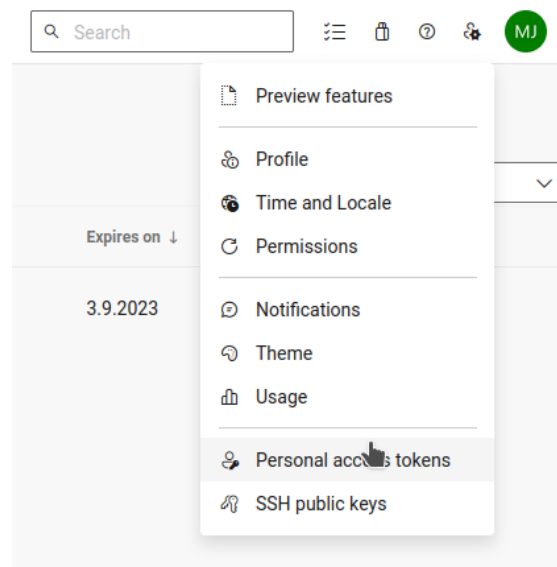 Search
MJ
Preview features
Profile
Time and Locale
Expires on ↓
Permissions
3.9.2023
Notifications
Theme
Usage
Personal access tokens
SSH public keys